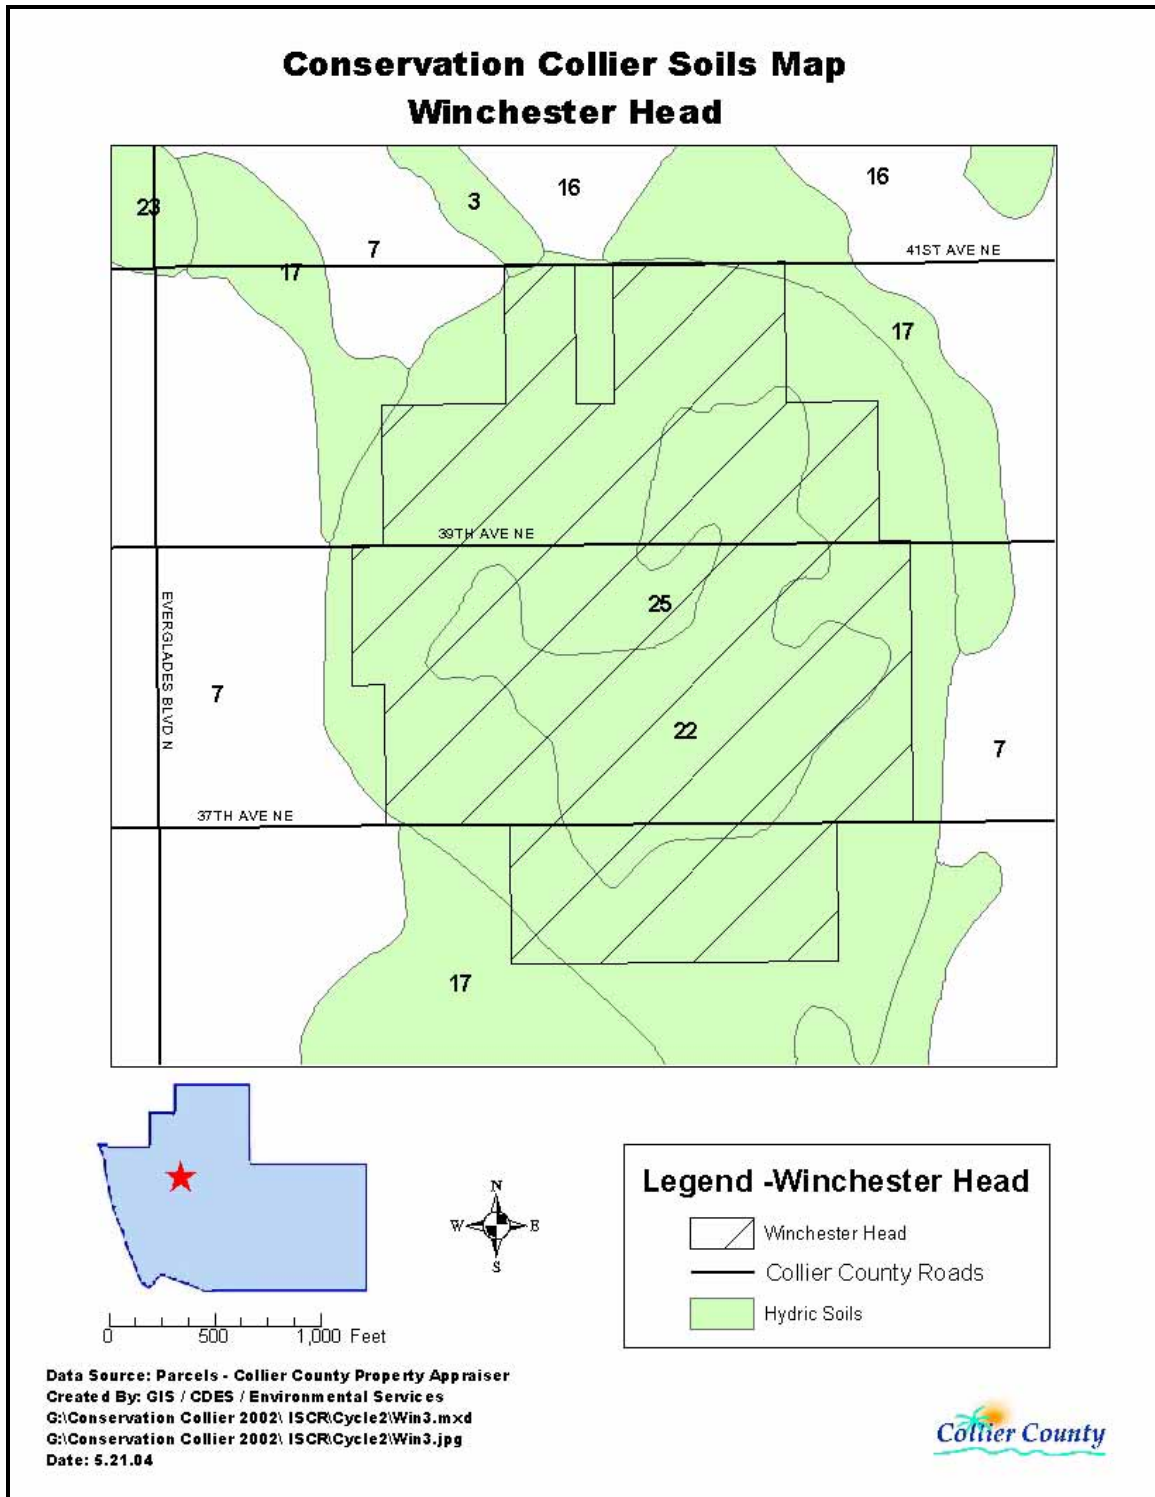 Conservation Collier Soils Map
Winchester Head
23
3
16
16
7
41ST AVE NE
17
17
39TH AVE NE
25
EVERGLADES BLVD N
7
22
7
37TH AVE NE
17
N
W E
S
0 500 1,000 Feet
Legend -Winchester Head
Winchester Head
Collier County Roads
Hydric Soils
Data Source: Parcels - Collier County Property Appraiser
Created By: GIS / CDES / Environmental Services
G:\Conservation Collier 2002\ ISCR\Cycle2\Win3.mxd
G:\Conservation Collier 2002\ ISCR\Cycle2\Win3.jpg
Date: 5.21.04
Collier County